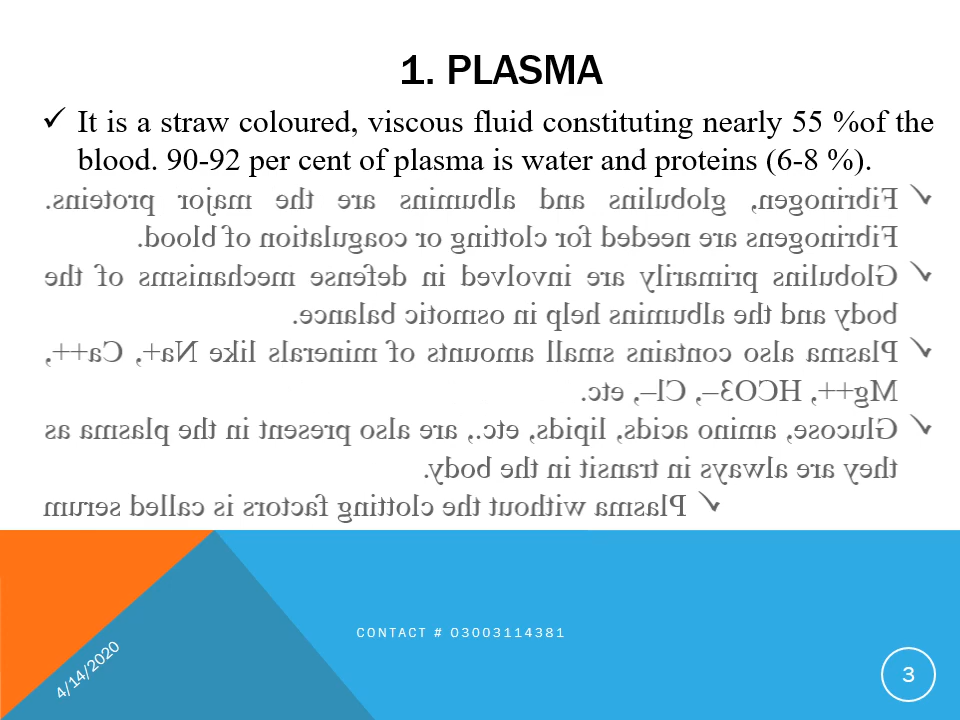 1. PLASMA
✓ It is a straw coloured, viscous fluid constituting nearly 55 %of the
blood. 90-92 per cent of plasma is water and proteins (6-8 %).
✓ Fibrinogen, globulins and albumins are the major proteins.
Fibrinogens are needed for clotting or coagulation of blood.
✓ Globulins primarily are involved in defense mechanisms of the
body and the albumins help in osmotic balance.
✓ Plasma also contains small amounts of minerals like Na+, Ca++,
Mg++, HCO3–, Cl–, etc.
✓ Glucose, amino acids, lipids, etc., are also present in the plasma as
they are always in transit in the body.
✓ Plasma without the clotting factors is called serum
CONTACT # 03003114381
4/14/2020
3